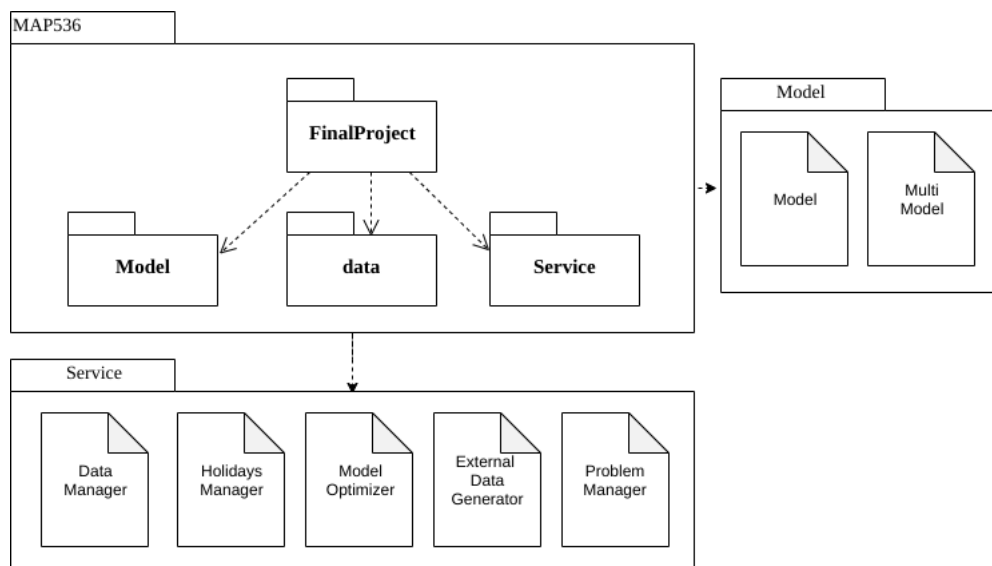 MAP536
FinalProject
Model
data
Service
Model
Model
Multi
Model
Service
Data
Manager
Holidays
Manager
Model
Optimizer
External
Data
Generator
Problem
Manager